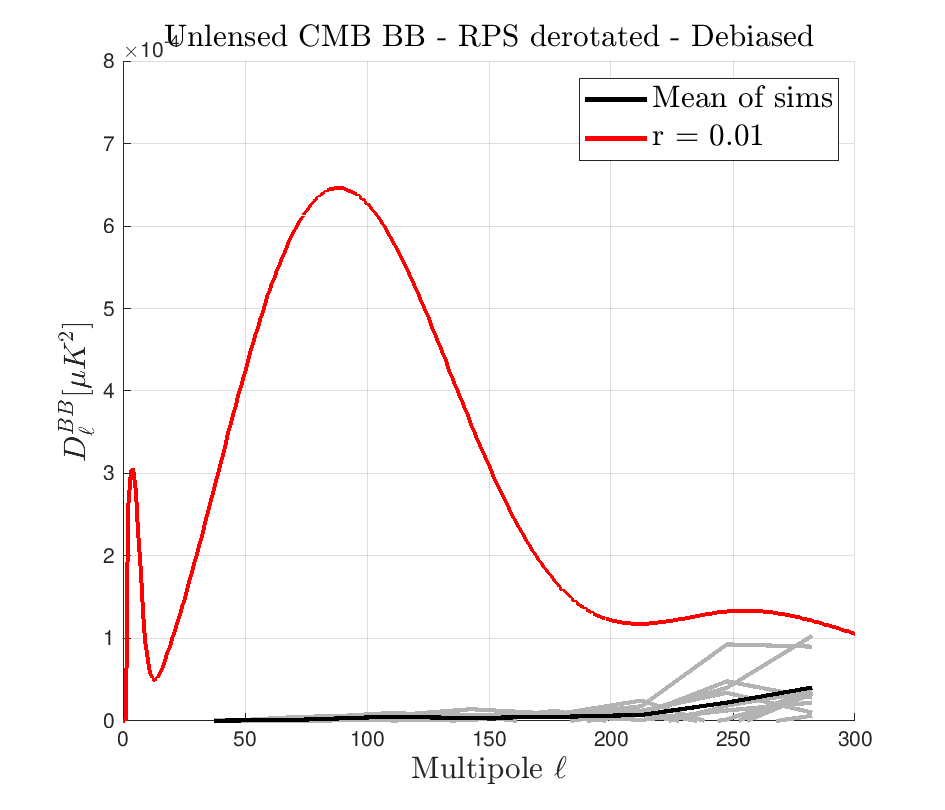 Unlensed CMB BB - RPS derotated - Debiased
×10⁻⁴
8
7
6
5
4
3
2
1
0
Mean of sims
r = 0.01
D_ℓ^{BB}[μK²]
0 50 100 150 200 250 300
Multipole ℓ